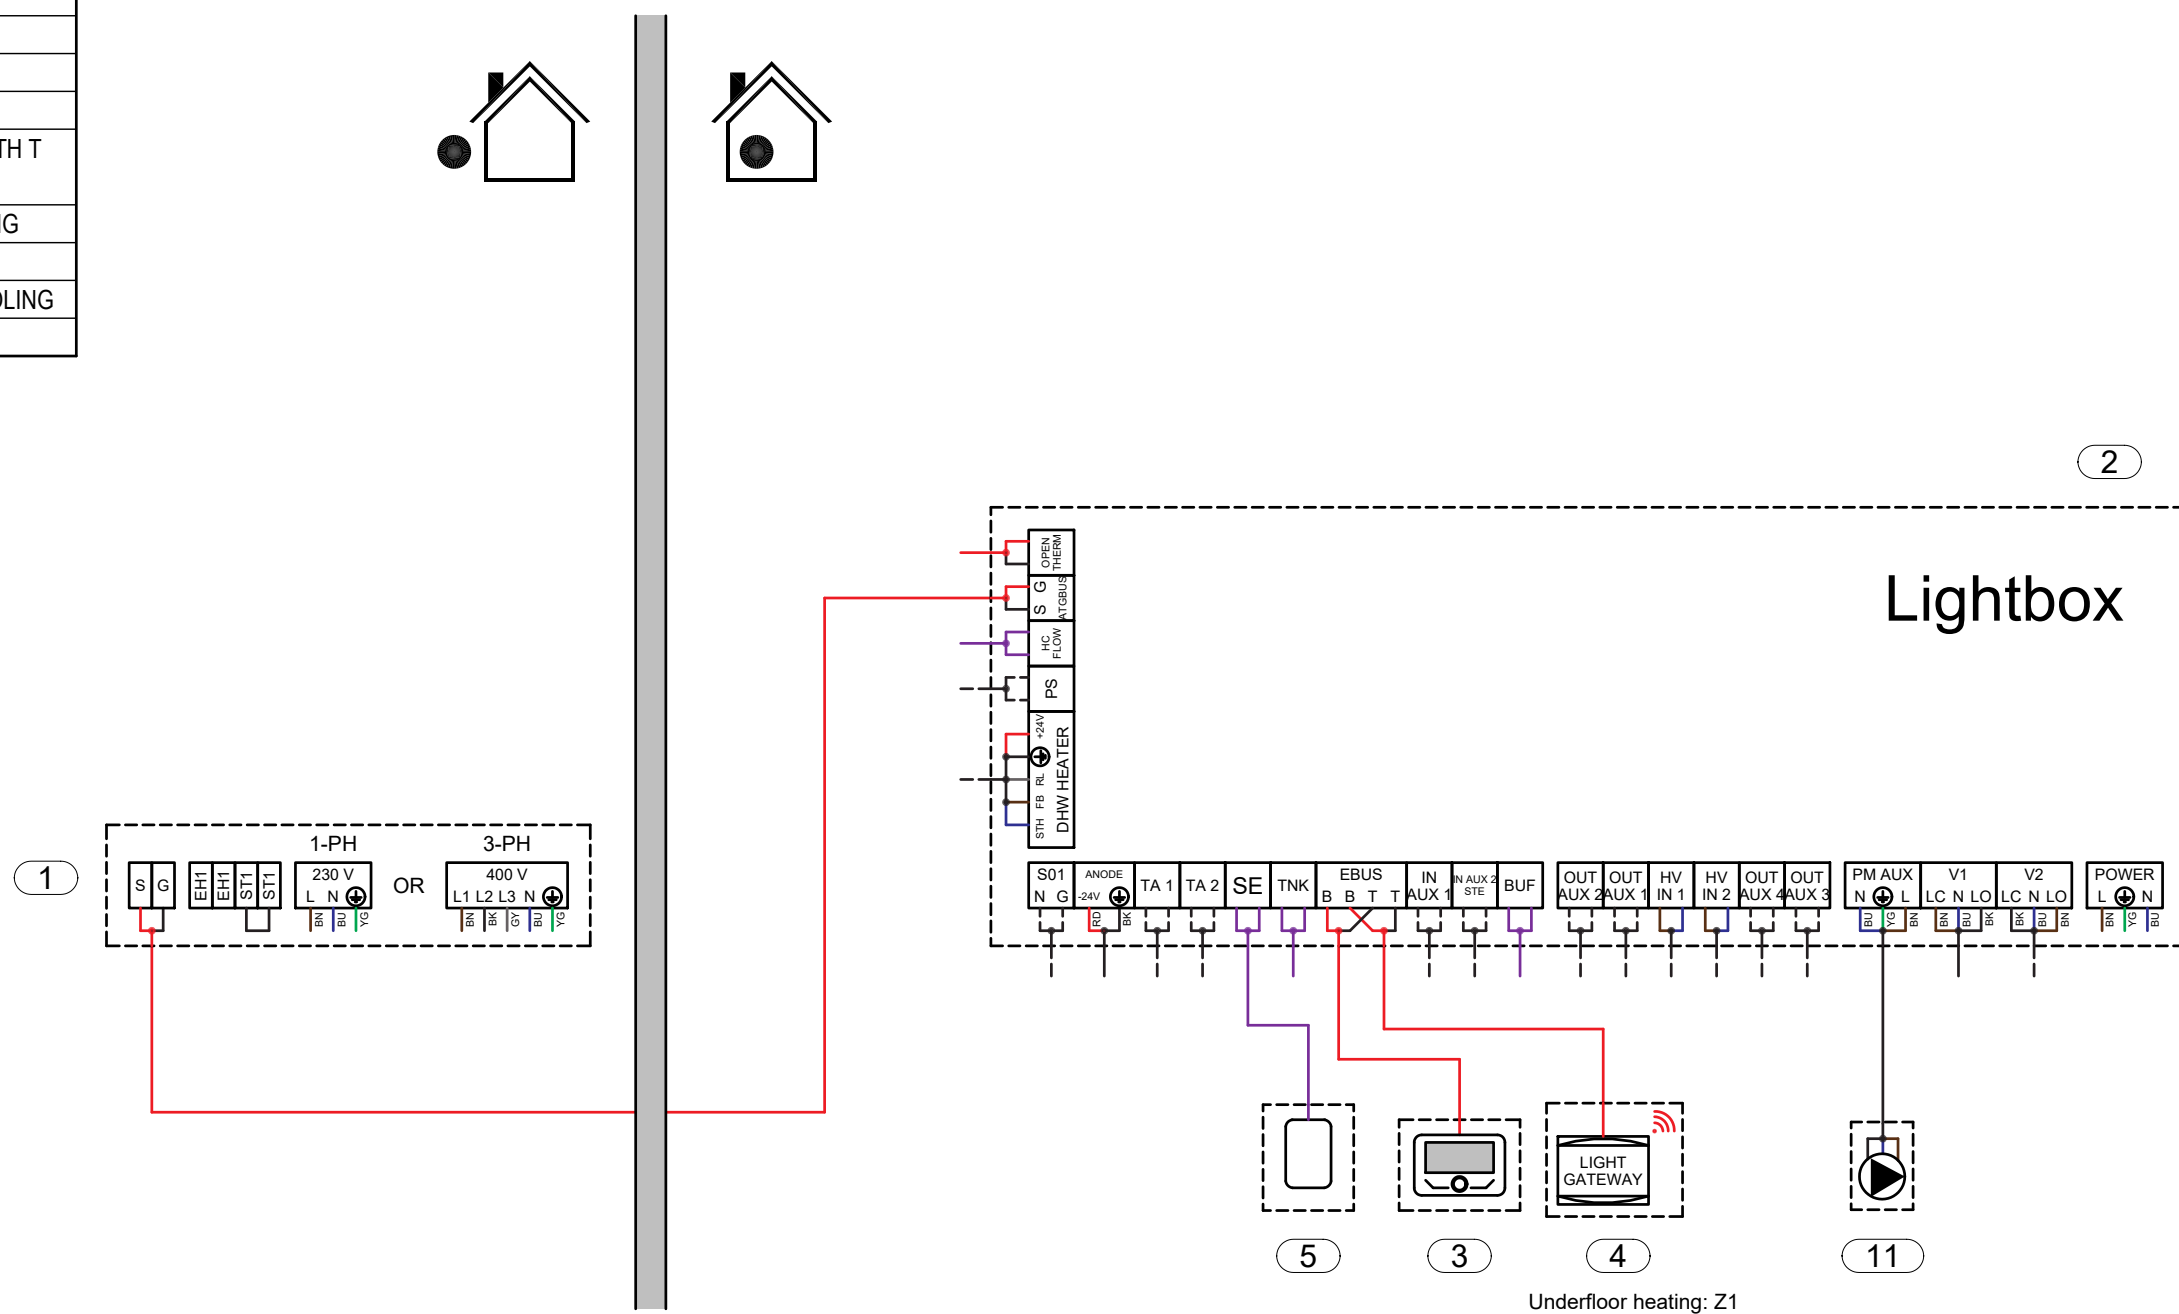 TH T
IG
OLING
2
Lightbox
OPEN
THERM
S G
ATGBUS
HC
FLOW
PS
STH FB RL +24V
DHW HEATER
1
1-PH
3-PH
S G
EH1
EH1
ST1
ST1
230 V
L N
BN BU YG
OR
400 V
L1 L2 L3 N
BN BK GY BU YG
S01
N G
ANODE
-24V
RD BK
TA 1
TA 2
SE
TNK
EBUS
B B T T
IN
AUX 1
IN AUX 2
STE
BUF
OUT
AUX 2
OUT
AUX 1
HV
IN 1
HV
IN 2
OUT
AUX 4
OUT
AUX 3
PM AUX
N L
BU YG BN
V1
LC N LO
BN BU BK
V2
LC N LO
BK BU BN
POWER
L N
BN YG BU
LIGHT
GATEWAY
5
3
4
11
Underfloor heating: Z1